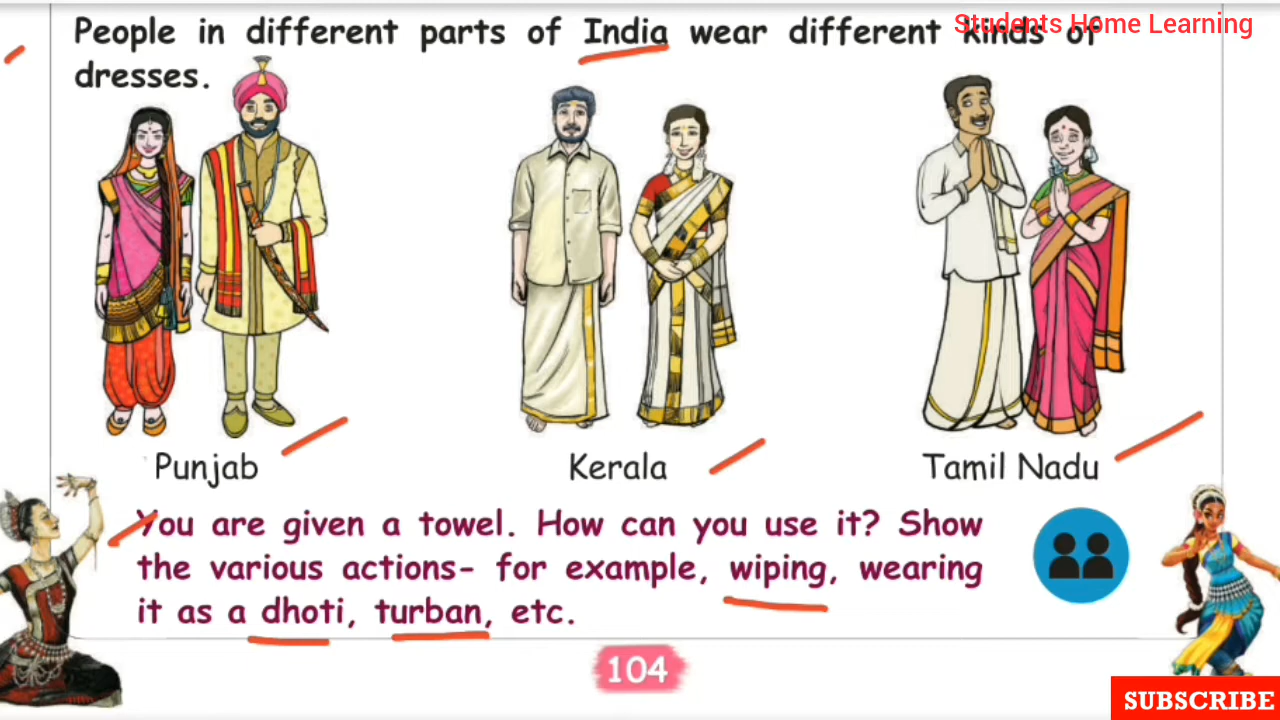 Students Home Learning
People in different parts of India wear different kinds of
dresses.
Punjab
Kerala
Tamil Nadu
You are given a towel. How can you use it? Show
the various actions- for example, wiping, wearing
it as a dhoti, turban, etc.
104
SUBSCRIBE